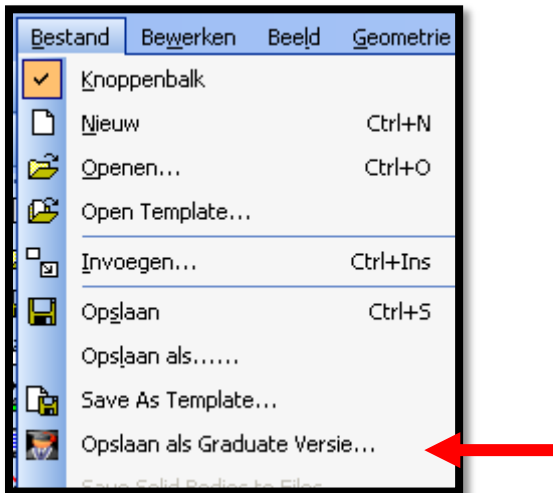 Bestand Bewerken Beeld Geometrie
Knoppenbalk
Nieuw Ctrl+N
Openen... Ctrl+O
Open Template...
Invoegen... Ctrl+Ins
Opslaan Ctrl+S
Opslaan als......
Save As Template...
Opslaan als Graduate Versie...
Save Solid Bodies to Files